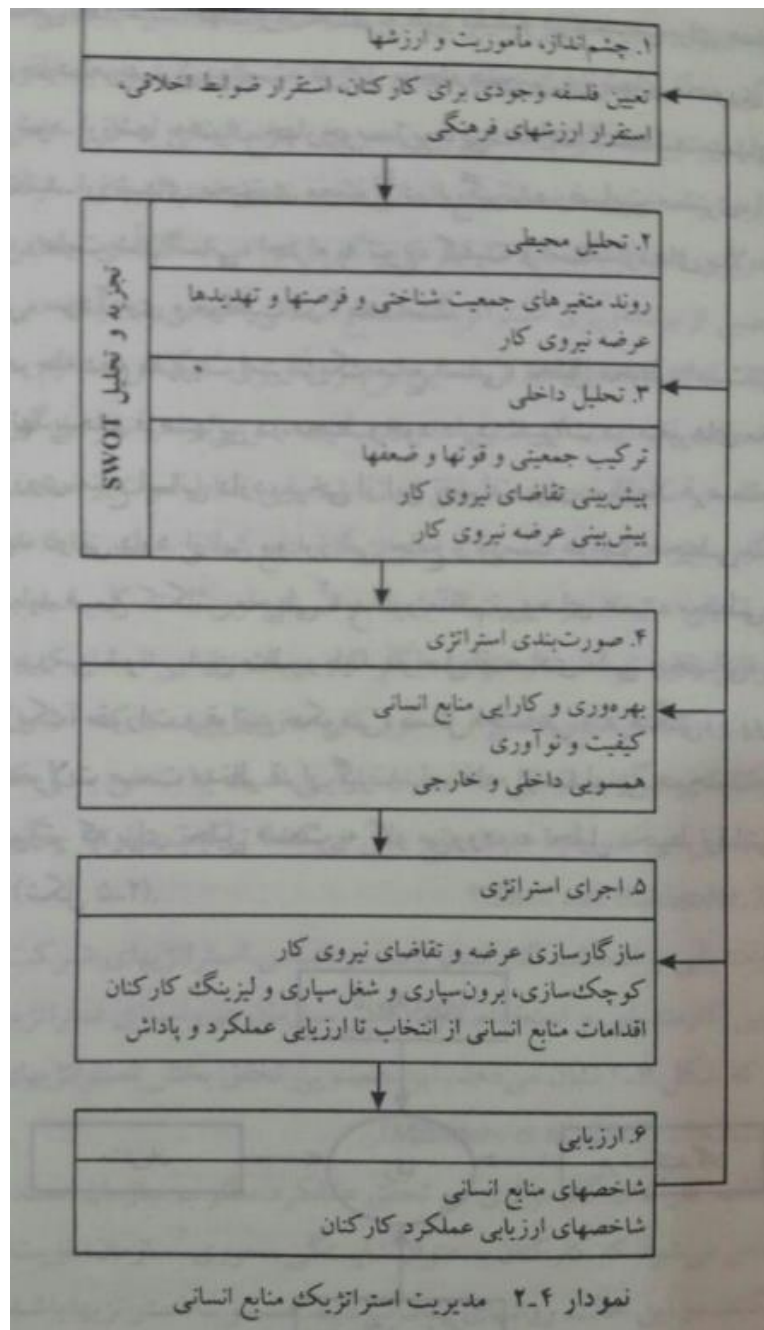 ۱. چشم‌انداز، مأموریت و ارزشها
تعیین فلسفه وجودی برای کارکنان، استقرار ضوابط اخلاقی،
استقرار ارزشهای فرهنگی
تجزیه و تحلیل SWOT
۲. تحلیل محیطی
روند متغیرهای جمعیت شناختی و فرصتها و تهدیدها
عرضه نیروی کار
۳. تحلیل داخلی
ترکیب جمعیتی و قوتها و ضعفها
پیش‌بینی تقاضای نیروی کار
پیش‌بینی عرضه نیروی کار
۴. صورت‌بندی استراتژی
بهره‌وری و کارایی منابع انسانی
کیفیت و نوآوری
همسویی داخلی و خارجی
۵. اجرای استراتژی
سازگارسازی عرضه و تقاضای نیروی کار
کوچک‌سازی، برون‌سپاری و شغل‌سپاری و لیزینگ کارکنان
اقدامات منابع انسانی از انتخاب تا ارزیابی عملکرد و پاداش
۶. ارزیابی
شاخصهای منابع انسانی
شاخصهای ارزیابی عملکرد کارکنان
نمودار ۴-۲ مدیریت استراتژیک منابع انسانی